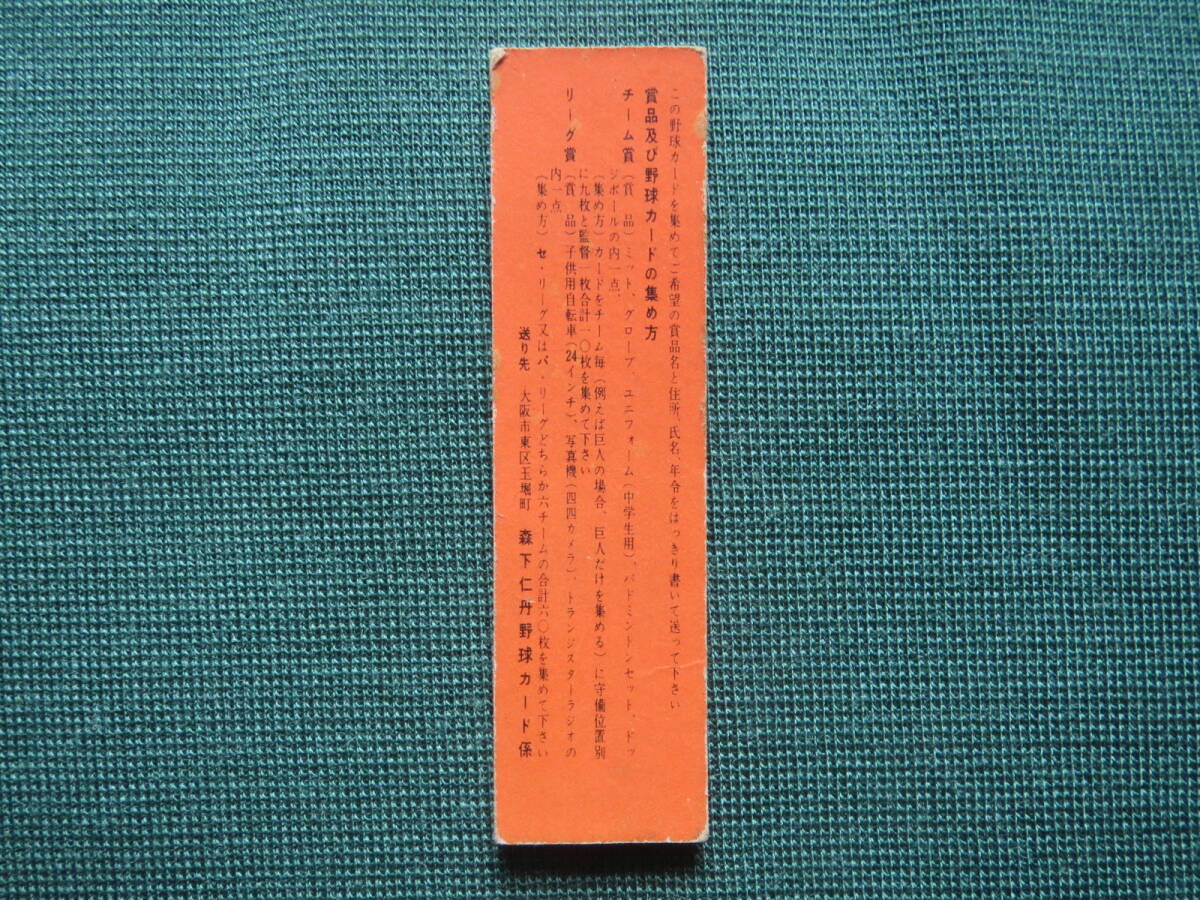 この野球カードを集めてご希望の賞品名と住所、氏名、年令をはっきり書いて送って下さい
賞品及び野球カードの集め方
チーム賞（賞　品）ミット、グローブ、ユニフォーム（中学生用）、バドミントンセット、ドッ
ジボールの内一点。
（集め方）カードをチーム毎（例えば巨人の場合、巨人だけを集める）に守備位置別
に九枚と監督一枚合計一〇枚を集めて下さい
リーグ賞（賞　品）子供用自転車（24インチ）、写真機（四四カメラ）、トランジスターラジオの
内一点
（集め方）セ・リーグ又はパ・リーグどちらか六チームの合計六〇枚を集めて下さい
送り先　大阪市東区玉堀町　森下仁丹野球カード係